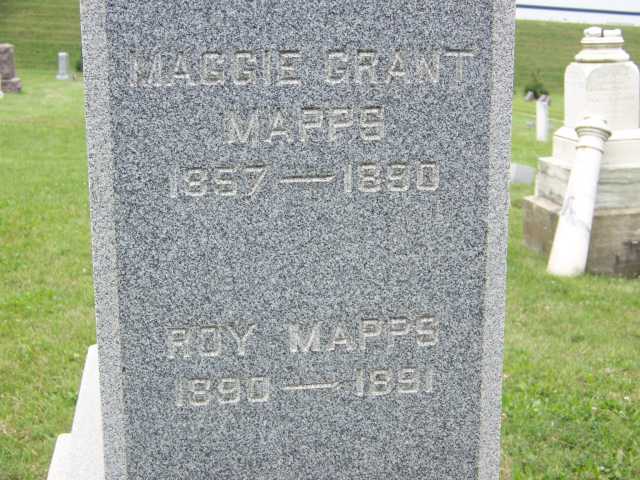 MAGGIE GRANT
MAPPS
1857 — 1890
ROY MAPPS
1890 — 1891